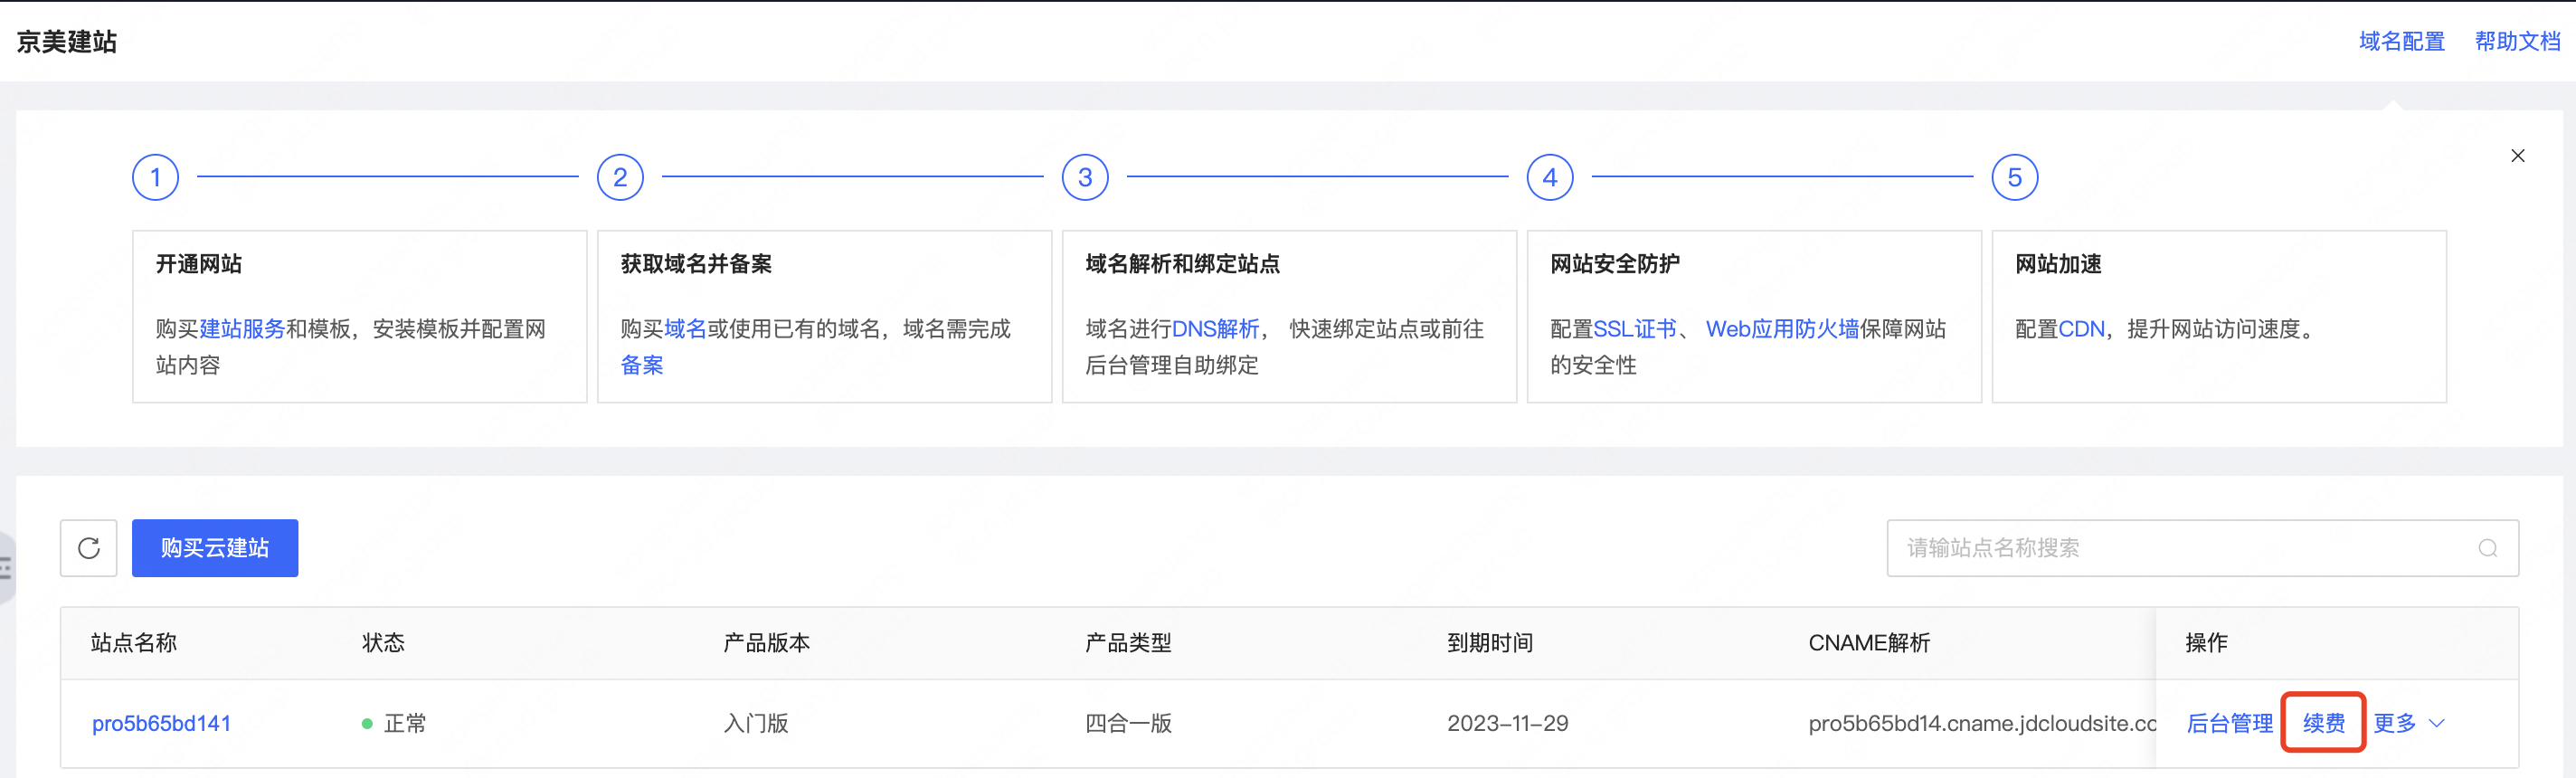 京美建站
域名配置 帮助文档
1 2 3 4 5
开通网站
购买建站服务和模板，安装模板并配置网
站内容
获取域名并备案
购买域名或使用已有的域名，域名需完成
备案
域名解析和绑定站点
域名进行DNS解析， 快速绑定站点或前往
后台管理自助绑定
网站安全防护
配置SSL证书、 Web应用防火墙保障网站
的安全性
网站加速
配置CDN，提升网站访问速度。
购买云建站
请输站点名称搜索
站点名称 状态 产品版本 产品类型 到期时间 CNAME解析 操作
pro5b65bd141 正常 入门版 四合一版 2023-11-29 pro5b65bd14.cname.jdcloudsite.cc 后台管理 续费 更多